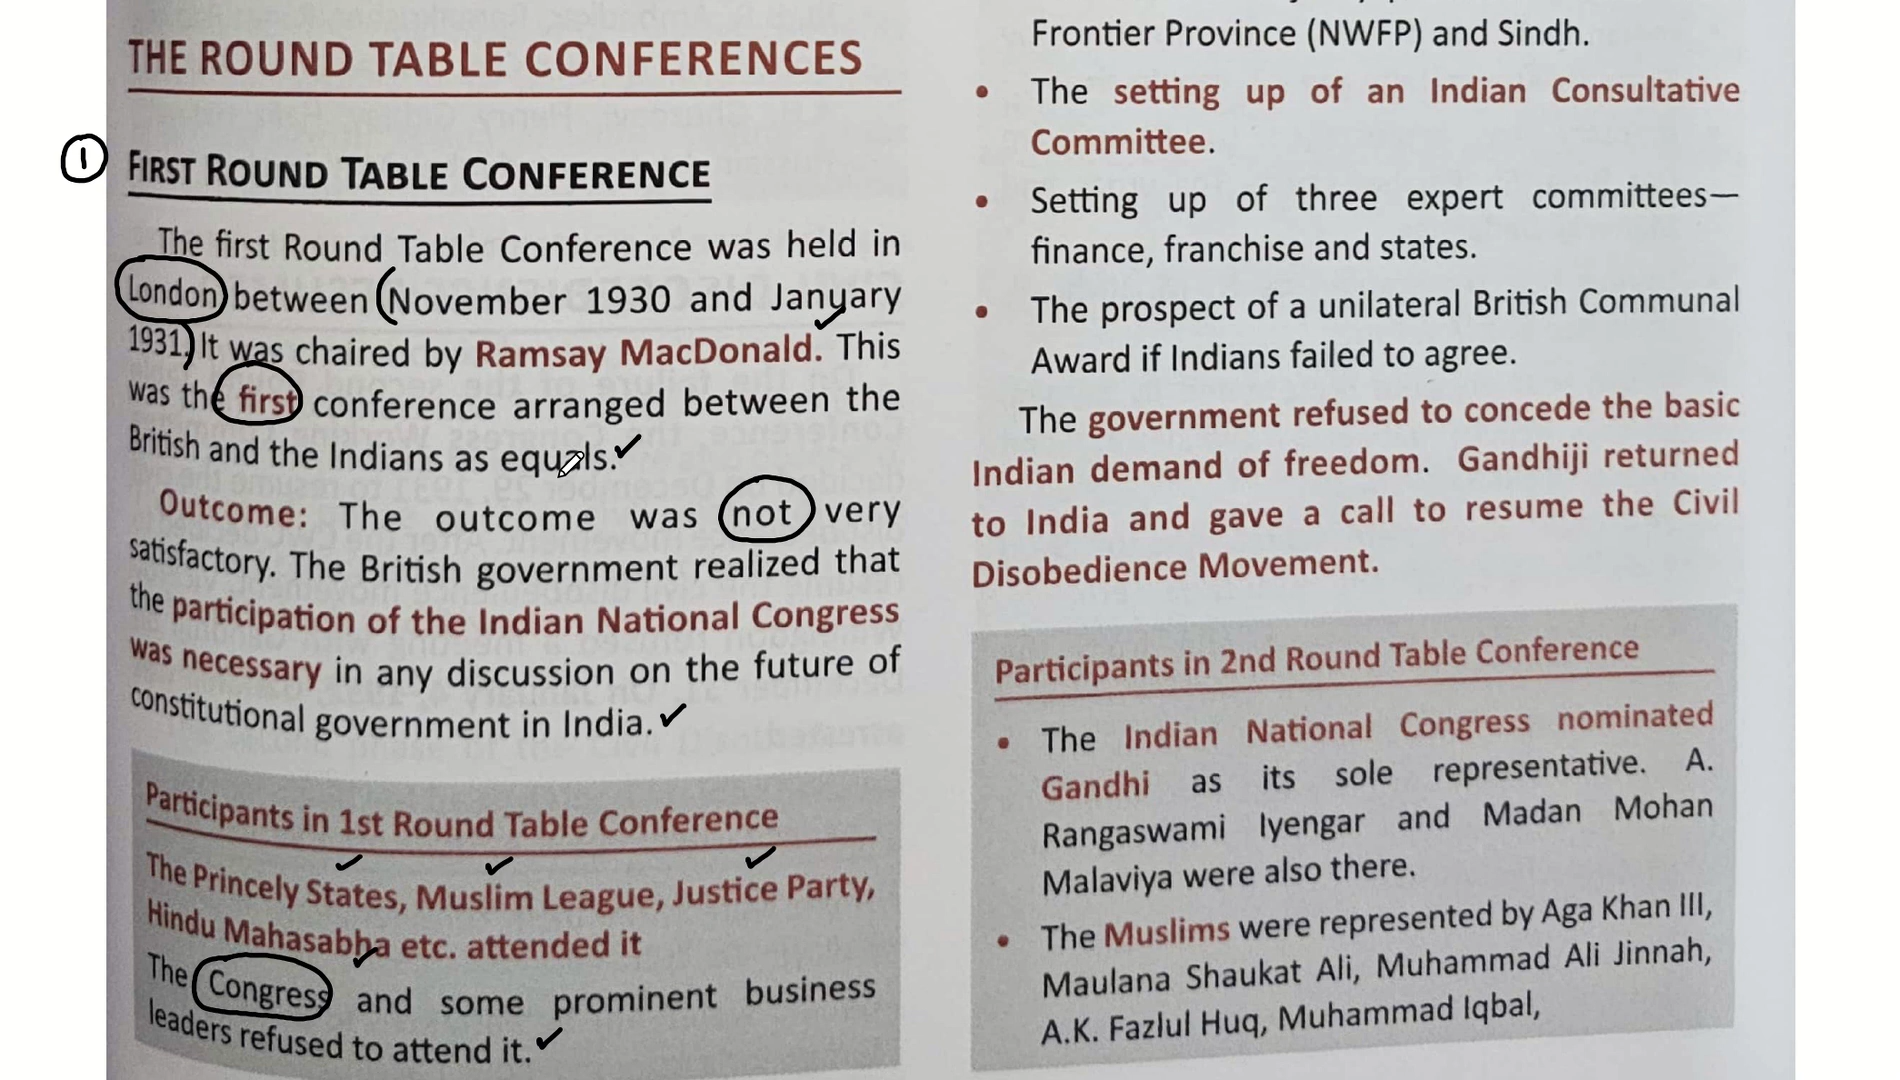 THE ROUND TABLE CONFERENCES
1
FIRST ROUND TABLE CONFERENCE
The first Round Table Conference was held in
London between November 1930 and January
1931. It was chaired by Ramsay MacDonald. This
was the first conference arranged between the
British and the Indians as equals.
Outcome: The outcome was not very
satisfactory. The British government realized that
the participation of the Indian National Congress
was necessary in any discussion on the future of
constitutional government in India.
Participants in 1st Round Table Conference
The Princely States, Muslim League, Justice Party,
Hindu Mahasabha etc. attended it
The Congress and some prominent business
leaders refused to attend it.
Frontier Province (NWFP) and Sindh.
• The setting up of an Indian Consultative
Committee.
• Setting up of three expert committees—
finance, franchise and states.
• The prospect of a unilateral British Communal
Award if Indians failed to agree.
The government refused to concede the basic
Indian demand of freedom. Gandhiji returned
to India and gave a call to resume the Civil
Disobedience Movement.
Participants in 2nd Round Table Conference
• The Indian National Congress nominated
Gandhi as its sole representative. A.
Rangaswami Iyengar and Madan Mohan
Malaviya were also there.
• The Muslims were represented by Aga Khan III,
Maulana Shaukat Ali, Muhammad Ali Jinnah,
A.K. Fazlul Huq, Muhammad Iqbal,